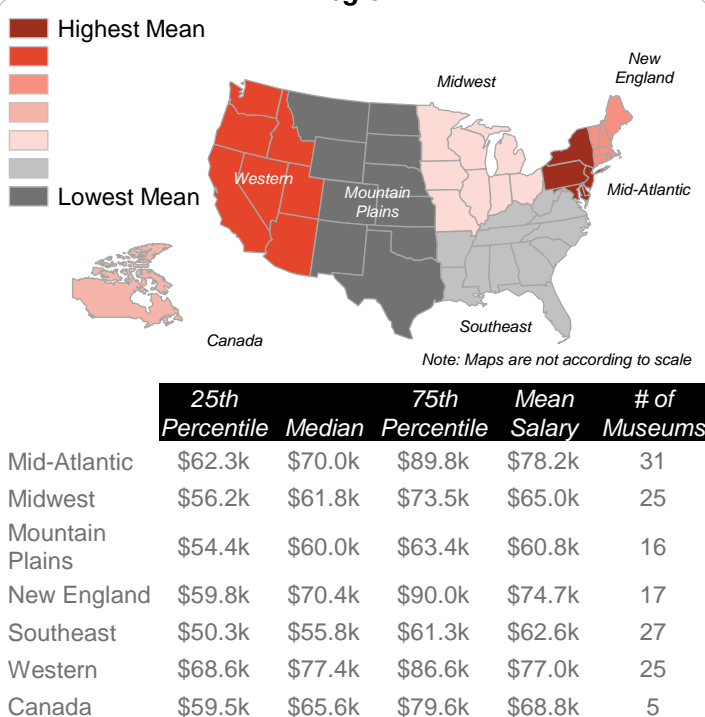 Highest Mean
Lowest Mean
New
England
Midwest
Western
Mountain
Plains
Mid-Atlantic
Southeast
Canada
Note: Maps are not according to scale
25th Percentile Median 75th Percentile Mean Salary # of Museums
Mid-Atlantic $62.3k $70.0k $89.8k $78.2k 31
Midwest $56.2k $61.8k $73.5k $65.0k 25
Mountain Plains $54.4k $60.0k $63.4k $60.8k 16
New England $59.8k $70.4k $90.0k $74.7k 17
Southeast $50.3k $55.8k $61.3k $62.6k 27
Western $68.6k $77.4k $86.6k $77.0k 25
Canada $59.5k $65.6k $79.6k $68.8k 5